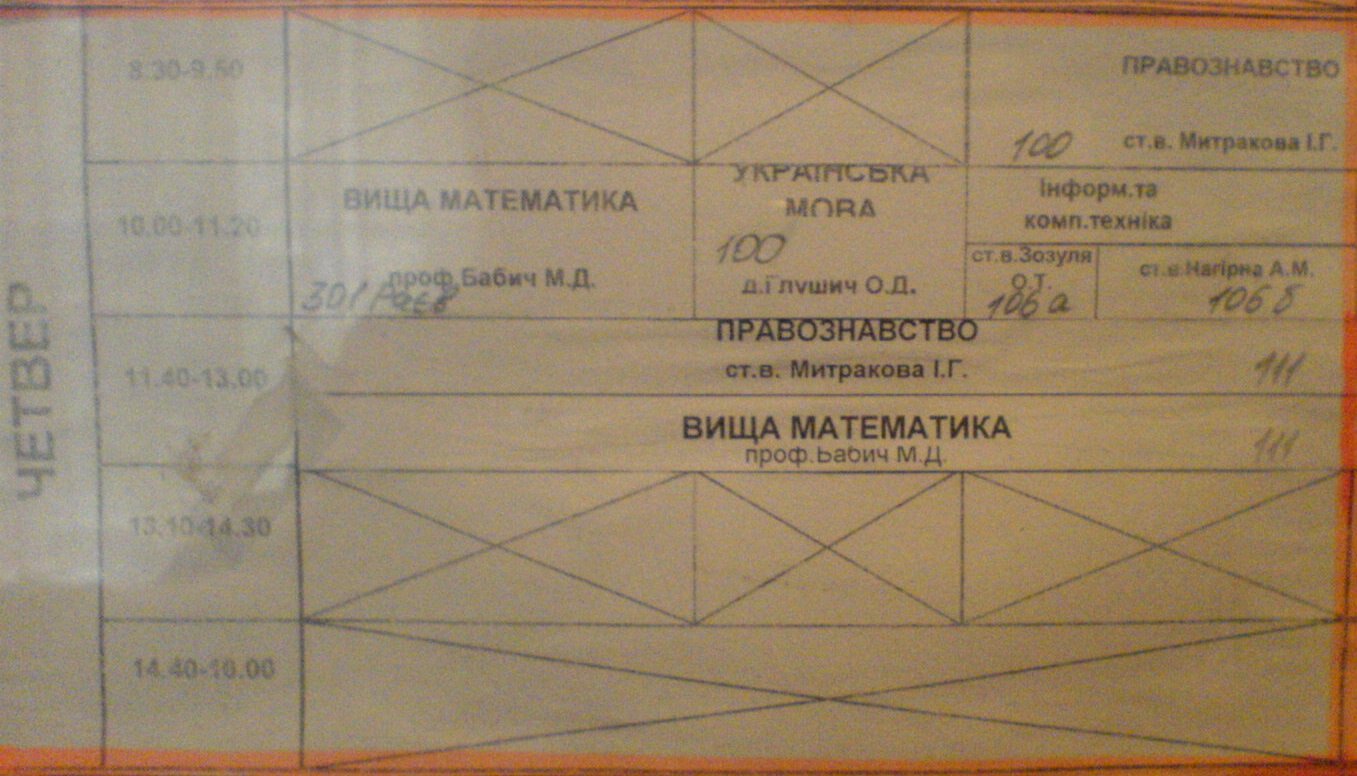 ЧЕТВЕР
8.30-9.50
ПРАВОЗНАВСТВО
100 ст.в. Митракова І.Г.
10.00-11.20
ВИЩА МАТЕМАТИКА
проф.Бабич М.Д.
301
УКРАЇНСЬКА
МОВА
100
д.Глушич О.Д.
Інформ.та
комп.техніка
ст.в.Зозуля
О.Т.
106 а
ст.в.Нагірна А.М.
106 б
11.40-13.00
ПРАВОЗНАВСТВО
ст.в. Митракова І.Г.
111
ВИЩА МАТЕМАТИКА
проф.Бабич М.Д.
111
13.10-14.30
14.40-16.00